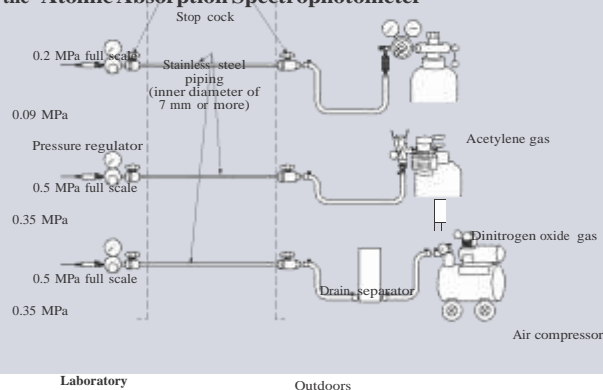 the Atomic Absorption Spectrophotometer
Stop cock
0.2 MPa full scale
Stainless steel
piping
(inner diameter of
7 mm or more)
0.09 MPa
Pressure regulator
Acetylene gas
0.5 MPa full scale
0.35 MPa
Dinitrogen oxide gas
0.5 MPa full scale
Drain separator
0.35 MPa
Air compressor
Laboratory
Outdoors